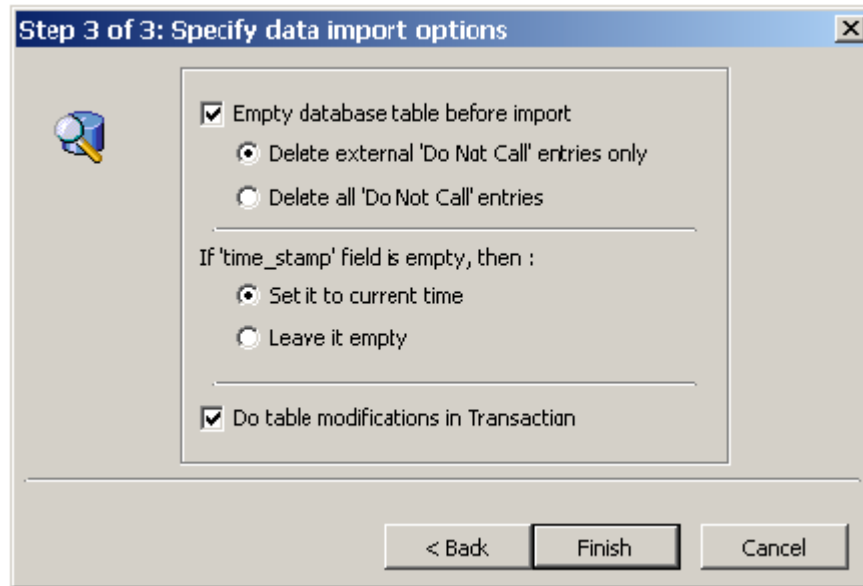 Step 3 of 3: Specify data import options
Empty database table before import
Delete external 'Do Not Call' entries only
Delete all 'Do Not Call' entries
If 'time_stamp' field is empty, then :
Set it to current time
Leave it empty
Do table modifications in Transaction
< Back Finish Cancel